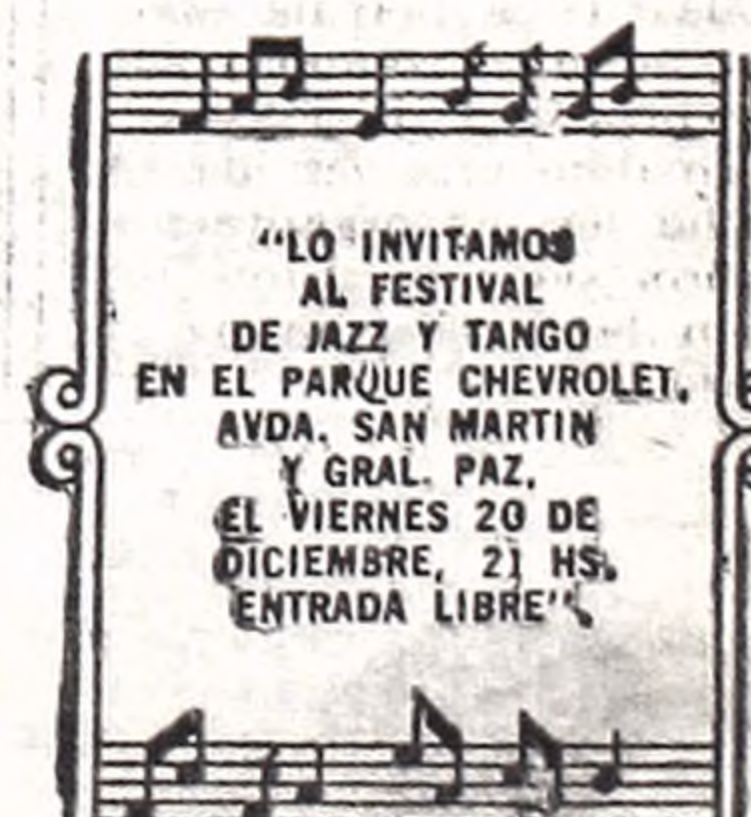 "LO INVITAMOS
AL FESTIVAL
DE JAZZ Y TANGO
EN EL PARQUE CHEVROLET,
AVDA. SAN MARTIN
Y GRAL. PAZ,
EL VIERNES 20 DE
DICIEMBRE, 21 HS.
ENTRADA LIBRE".